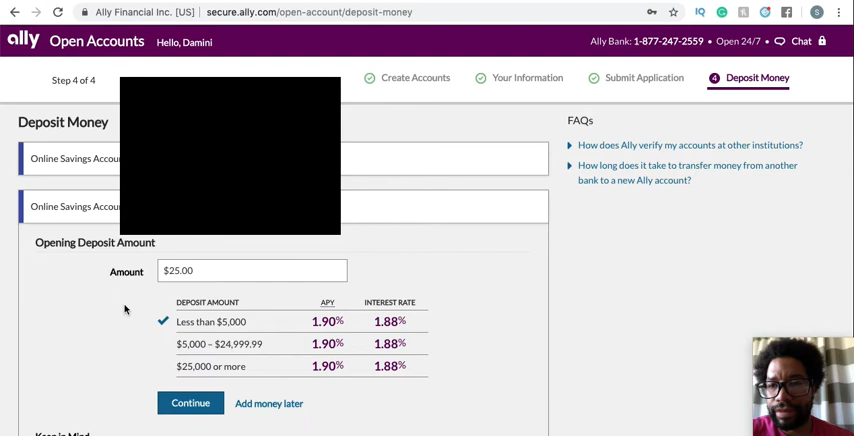 Ally Financial Inc. [US] | secure.ally.com/open-account/deposit-money
IQ
S
ally Open Accounts Hello, Damini
Ally Bank: 1-877-247-2559 • Open 24/7 • Chat
Step 4 of 4
Create Accounts
Your Information
Submit Application
4 Deposit Money
Deposit Money
FAQs
How does Ally verify my accounts at other institutions?
How long does it take to transfer money from another
bank to a new Ally account?
Online Savings
Online Savings
Opening Deposit Amount
Amount $25.00
DEPOSIT AMOUNT APY INTEREST RATE
Less than $5,000 1.90% 1.88%
$5,000 – $24,999.99 1.90% 1.88%
$25,000 or more 1.90% 1.88%
Continue Add money later
Keep in Mind